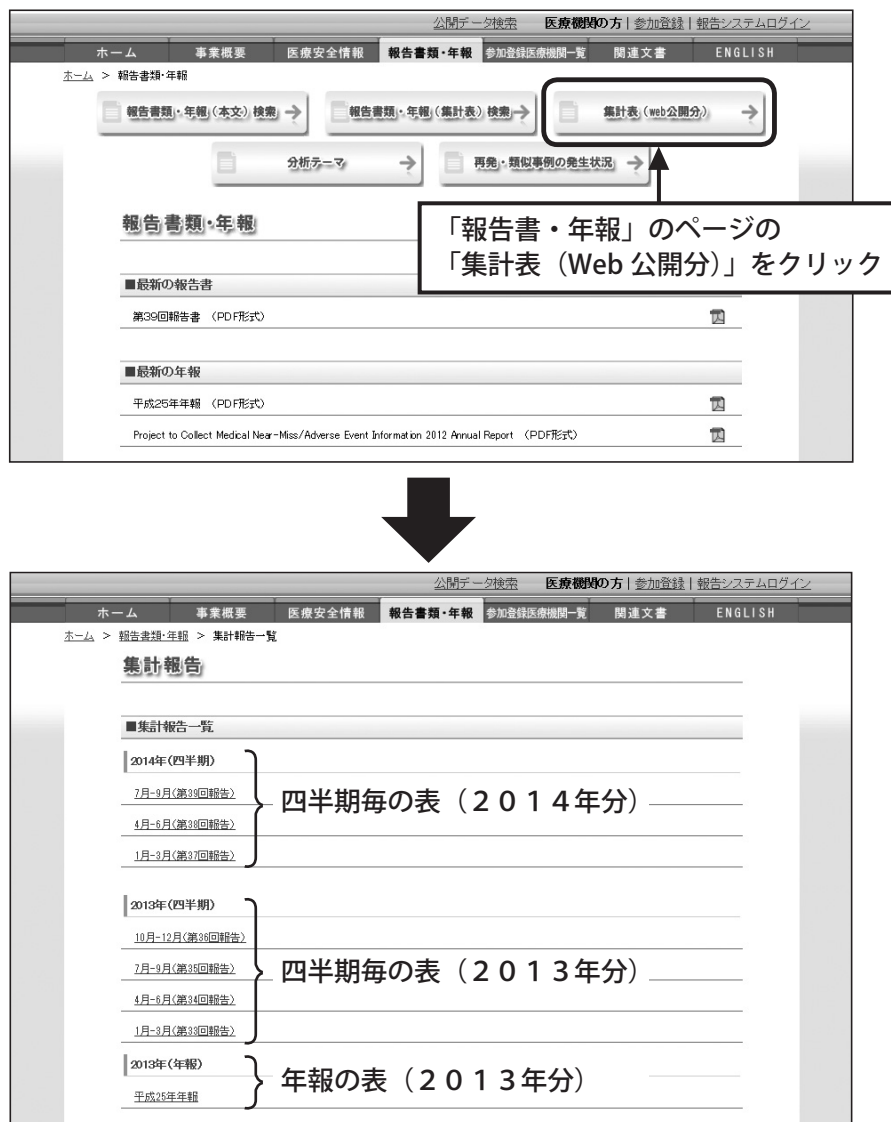 公開データ検索 医療機関の方 | 参加登録 | 報告システムログイン
ホーム 事業概要 医療安全情報 報告書類・年報 参加登録医療機関一覧 関連文書 ENGLISH
ホーム > 報告書類・年報
報告書類・年報(本文)検索 報告書類・年報(集計表)検索 集計表(web公開分)
分析テーマ 再発・類似事例の発生状況
報告書類・年報
「報告書・年報」のページの
「集計表（Web 公開分）」をクリック
■最新の報告書
第39回報告書 (PDF形式)
■最新の年報
平成25年年報 (PDF形式)
Project to Collect Medical Near-Miss/Adverse Event Information 2012 Annual Report (PDF形式)
公開データ検索 医療機関の方 | 参加登録 | 報告システムログイン
ホーム 事業概要 医療安全情報 報告書類・年報 参加登録医療機関一覧 関連文書 ENGLISH
ホーム > 報告書類・年報 > 集計報告一覧
集計報告
■集計報告一覧
2014年(四半期)
7月-9月(第39回報告)
四半期毎の表（２０１４年分）
4月-6月(第38回報告)
1月-3月(第37回報告)
2013年(四半期)
10月-12月(第36回報告)
7月-9月(第35回報告)
四半期毎の表（２０１３年分）
4月-6月(第34回報告)
1月-3月(第33回報告)
2013年(年報)
年報の表（２０１３年分）
平成25年年報